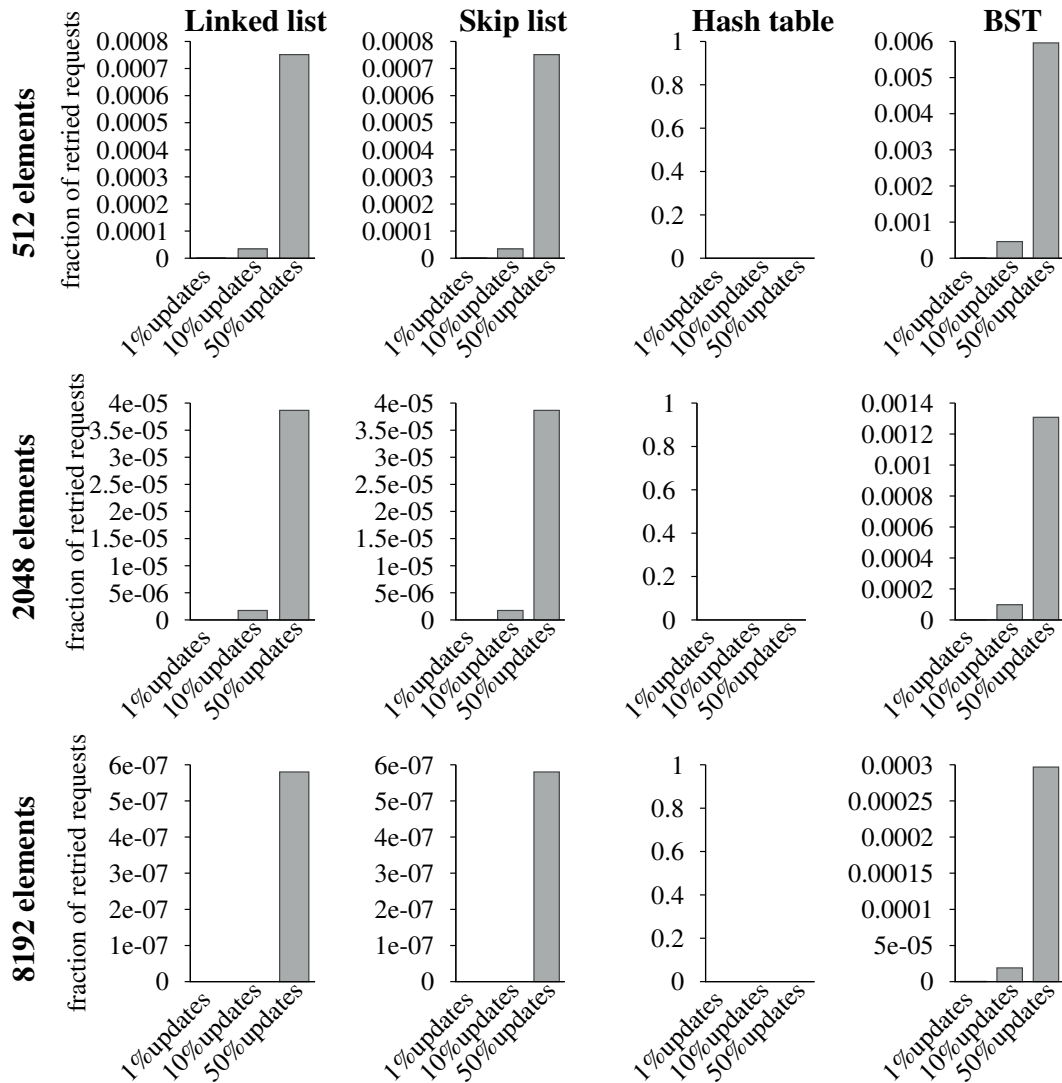 Linked list
Skip list
Hash table
BST
512 elements
fraction of retried requests
0.0008
0.0007
0.0006
0.0005
0.0004
0.0003
0.0002
0.0001
0
1%updates
10%updates
50%updates
0.0008
0.0007
0.0006
0.0005
0.0004
0.0003
0.0002
0.0001
0
1%updates
10%updates
50%updates
1
0.8
0.6
0.4
0.2
0
1%updates
10%updates
50%updates
0.006
0.005
0.004
0.003
0.002
0.001
0
1%updates
10%updates
50%updates
2048 elements
fraction of retried requests
4e-05
3.5e-05
3e-05
2.5e-05
2e-05
1.5e-05
1e-05
5e-06
0
1%updates
10%updates
50%updates
4e-05
3.5e-05
3e-05
2.5e-05
2e-05
1.5e-05
1e-05
5e-06
0
1%updates
10%updates
50%updates
1
0.8
0.6
0.4
0.2
0
1%updates
10%updates
50%updates
0.0014
0.0012
0.001
0.0008
0.0006
0.0004
0.0002
0
1%updates
10%updates
50%updates
8192 elements
fraction of retried requests
6e-07
5e-07
4e-07
3e-07
2e-07
1e-07
0
1%updates
10%updates
50%updates
6e-07
5e-07
4e-07
3e-07
2e-07
1e-07
0
1%updates
10%updates
50%updates
1
0.8
0.6
0.4
0.2
0
1%updates
10%updates
50%updates
0.0003
0.00025
0.0002
0.00015
0.0001
5e-05
0
1%updates
10%updates
50%updates